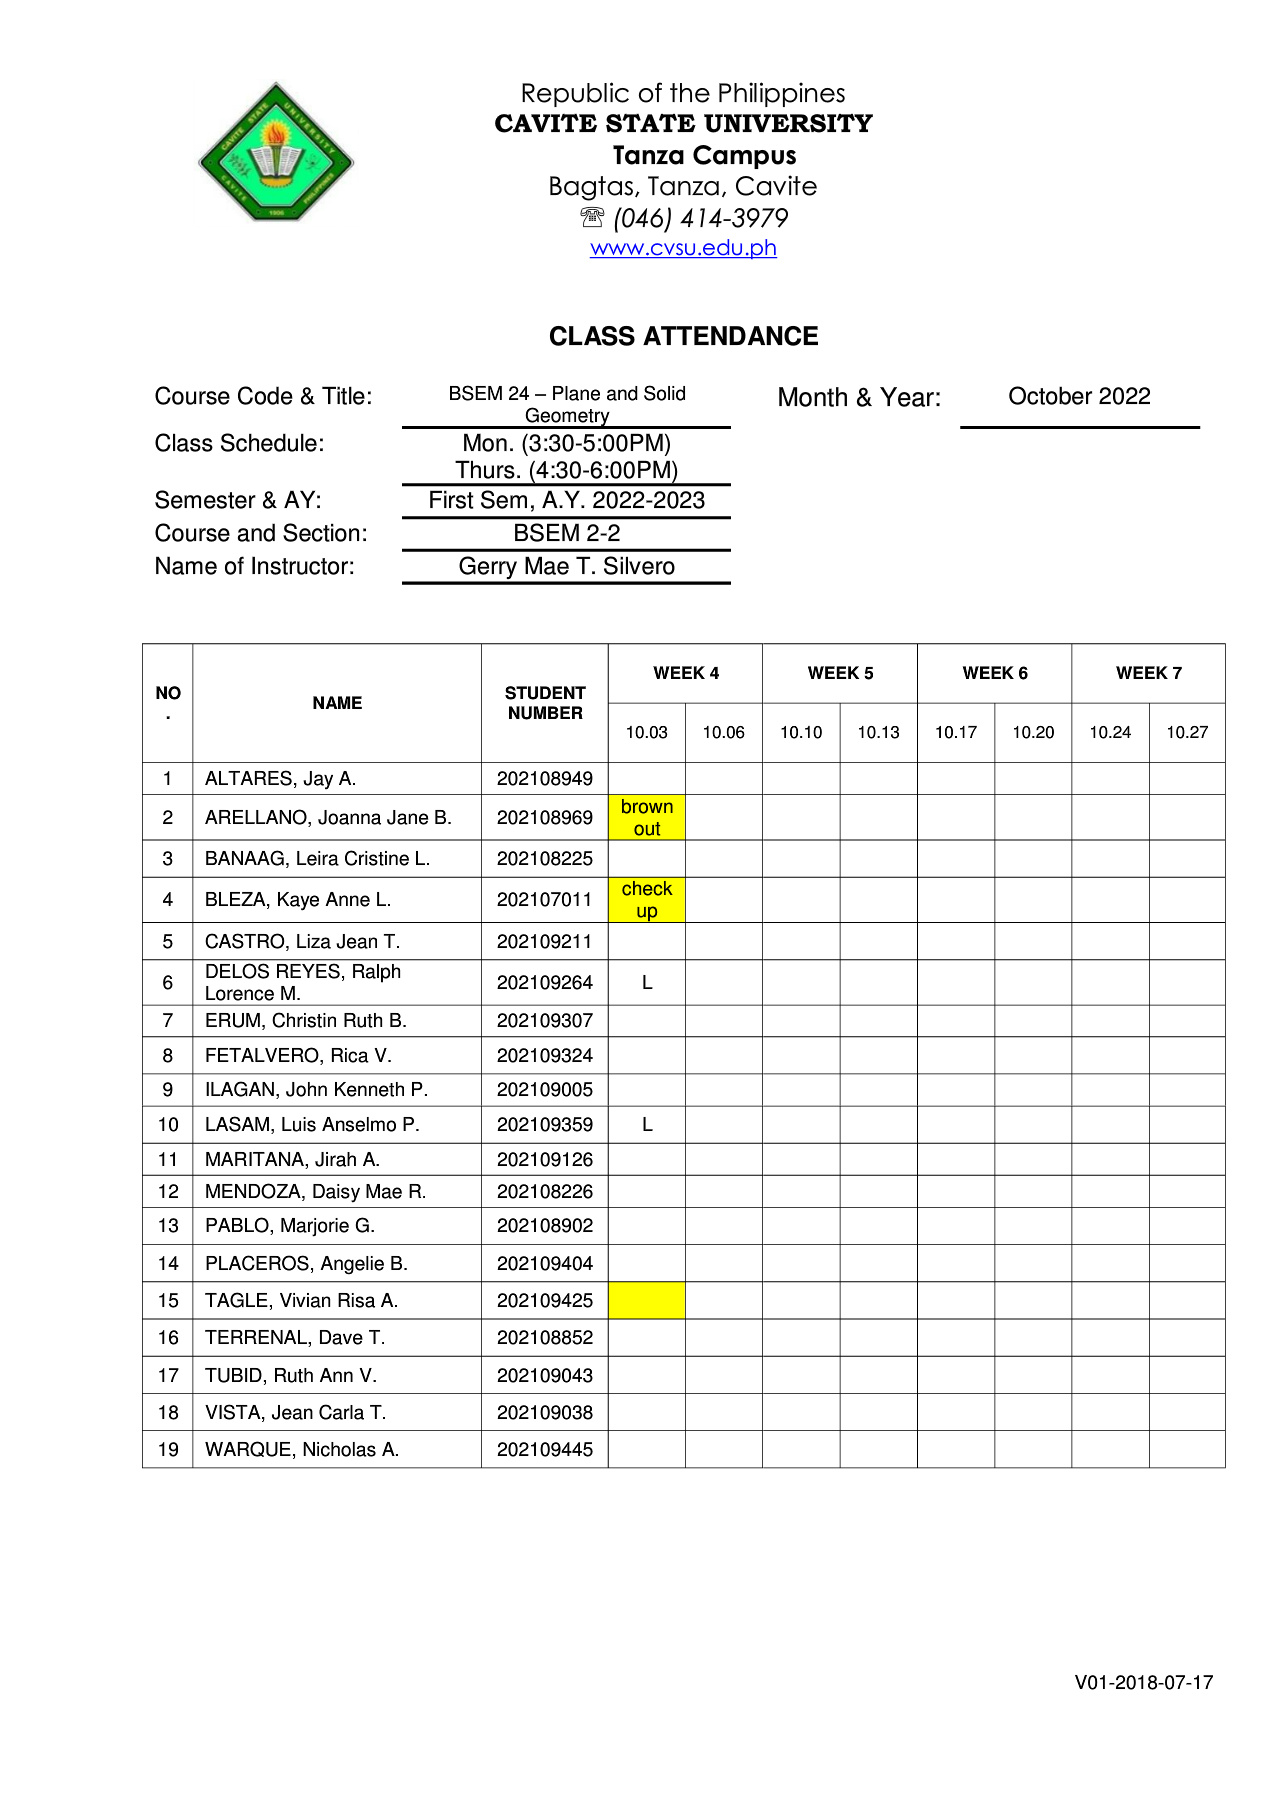 CAVITE STATE UNIVERSITY
CAVITE
PHILIPPINES
1906
Republic of the Philippines
CAVITE STATE UNIVERSITY
Tanza Campus
Bagtas, Tanza, Cavite
☏ (046) 414-3979
www.cvsu.edu.ph
CLASS ATTENDANCE
Course Code & Title: BSEM 24 – Plane and Solid Month & Year: October 2022
Geometry
Class Schedule: Mon. (3:30-5:00PM)
Thurs. (4:30-6:00PM)
Semester & AY: First Sem, A.Y. 2022-2023
Course and Section: BSEM 2-2
Name of Instructor: Gerry Mae T. Silvero
NO. NAME STUDENT NUMBER WEEK 4 WEEK 5 WEEK 6 WEEK 7
10.03 10.06 10.10 10.13 10.17 10.20 10.24 10.27
1 ALTARES, Jay A. 202108949
2 ARELLANO, Joanna Jane B. 202108969 brown out
3 BANAAG, Leira Cristine L. 202108225
4 BLEZA, Kaye Anne L. 202107011 check up
5 CASTRO, Liza Jean T. 202109211
6 DELOS REYES, Ralph Lorence M. 202109264 L
7 ERUM, Christin Ruth B. 202109307
8 FETALVERO, Rica V. 202109324
9 ILAGAN, John Kenneth P. 202109005
10 LASAM, Luis Anselmo P. 202109359 L
11 MARITANA, Jirah A. 202109126
12 MENDOZA, Daisy Mae R. 202108226
13 PABLO, Marjorie G. 202108902
14 PLACEROS, Angelie B. 202109404
15 TAGLE, Vivian Risa A. 202109425
16 TERRENAL, Dave T. 202108852
17 TUBID, Ruth Ann V. 202109043
18 VISTA, Jean Carla T. 202109038
19 WARQUE, Nicholas A. 202109445
V01-2018-07-17